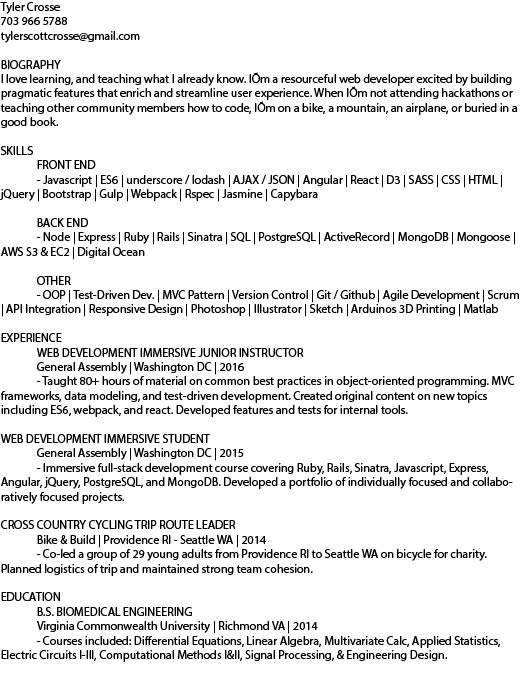 Tyler Crosse
703 966 5788
tylerscottcrosse@gmail.com
BIOGRAPHY
I love learning, and teaching what I already know. IÕm a resourceful web developer excited by building
pragmatic features that enrich and streamline user experience. When IÕm not attending hackathons or
teaching other community members how to code, IÕm on a bike, a mountain, an airplane, or buried in a
good book.
SKILLS
FRONT END
- Javascript | ES6 | underscore / lodash | AJAX / JSON | Angular | React | D3 | SASS | CSS | HTML |
jQuery | Bootstrap | Gulp | Webpack | Rspec | Jasmine | Capybara
BACK END
- Node | Express | Ruby | Rails | Sinatra | SQL | PostgreSQL | ActiveRecord | MongoDB | Mongoose |
AWS S3 & EC2 | Digital Ocean
OTHER
- OOP | Test-Driven Dev. | MVC Pattern | Version Control | Git / Github | Agile Development | Scrum
| API Integration | Responsive Design | Photoshop | Illustrator | Sketch | Arduinos 3D Printing | Matlab
EXPERIENCE
WEB DEVELOPMENT IMMERSIVE JUNIOR INSTRUCTOR
General Assembly | Washington DC | 2016
- Taught 80+ hours of material on common best practices in object-oriented programming. MVC
frameworks, data modeling, and test-driven development. Created original content on new topics
including ES6, webpack, and react. Developed features and tests for internal tools.
WEB DEVELOPMENT IMMERSIVE STUDENT
General Assembly | Washington DC | 2015
- Immersive full-stack development course covering Ruby, Rails, Sinatra, Javascript, Express,
Angular, jQuery, PostgreSQL, and MongoDB. Developed a portfolio of individually focused and collabo-
ratively focused projects.
CROSS COUNTRY CYCLING TRIP ROUTE LEADER
Bike & Build | Providence RI - Seattle WA | 2014
- Co-led a group of 29 young adults from Providence RI to Seattle WA on bicycle for charity.
Planned logistics of trip and maintained strong team cohesion.
EDUCATION
B.S. BIOMEDICAL ENGINEERING
Virginia Commonwealth University | Richmond VA | 2014
- Courses included: Differential Equations, Linear Algebra, Multivariate Calc, Applied Statistics,
Electric Circuits I-III, Computational Methods I&II, Signal Processing, & Engineering Design.